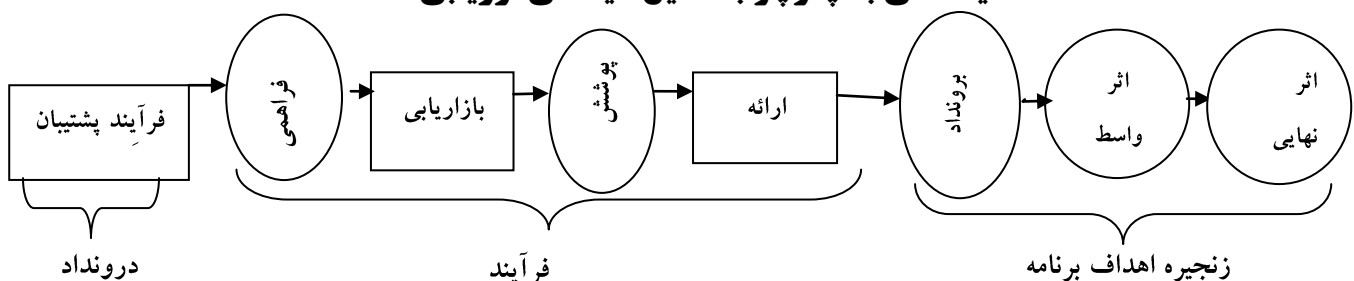 فرآیندِ پشتیبان
فراهمی
بازاریابی
پوشش
ارائه
برونداد
اثر
واسط
اثر
نهایی
درونداد
فرآیند
زنجیره اهداف برنامه